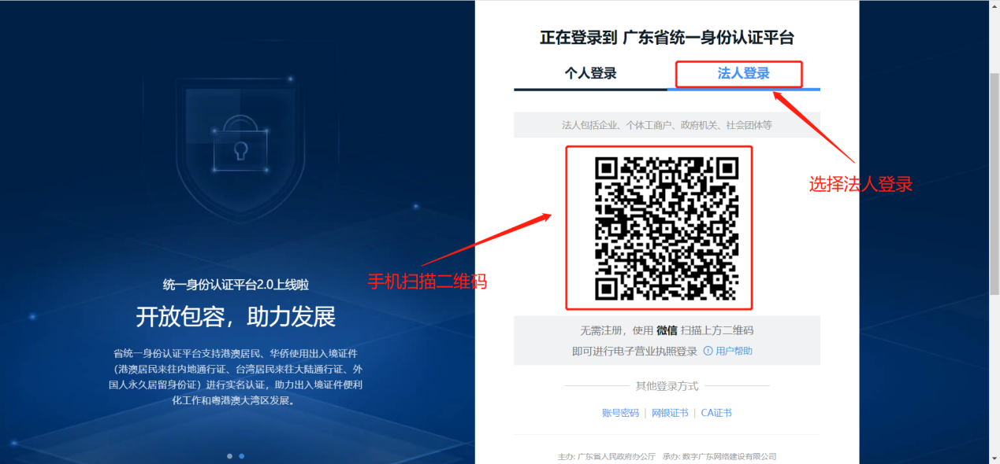 正在登录到 广东省统一身份认证平台
个人登录
法人登录
法人包括企业、个体工商户、政府机关、社会团体等
选择法人登录
手机扫描二维码
统一身份认证平台2.0上线啦
开放包容，助力发展
省统一身份认证平台支持港澳居民、华侨使用出入境证件
（港澳居民来往内地通行证、台湾居民来往大陆通行证、外
国人永久居留身份证）进行实名认证，助力出入境证件便利
化工作和粤港澳大湾区发展。
无需注册，使用 微信 扫描上方二维码
即可进行电子营业执照登录 用户帮助
其他登录方式
账号密码 | 网银证书 | CA证书
主办: 广东省人民政府办公厅 承办: 数字广东网络建设有限公司